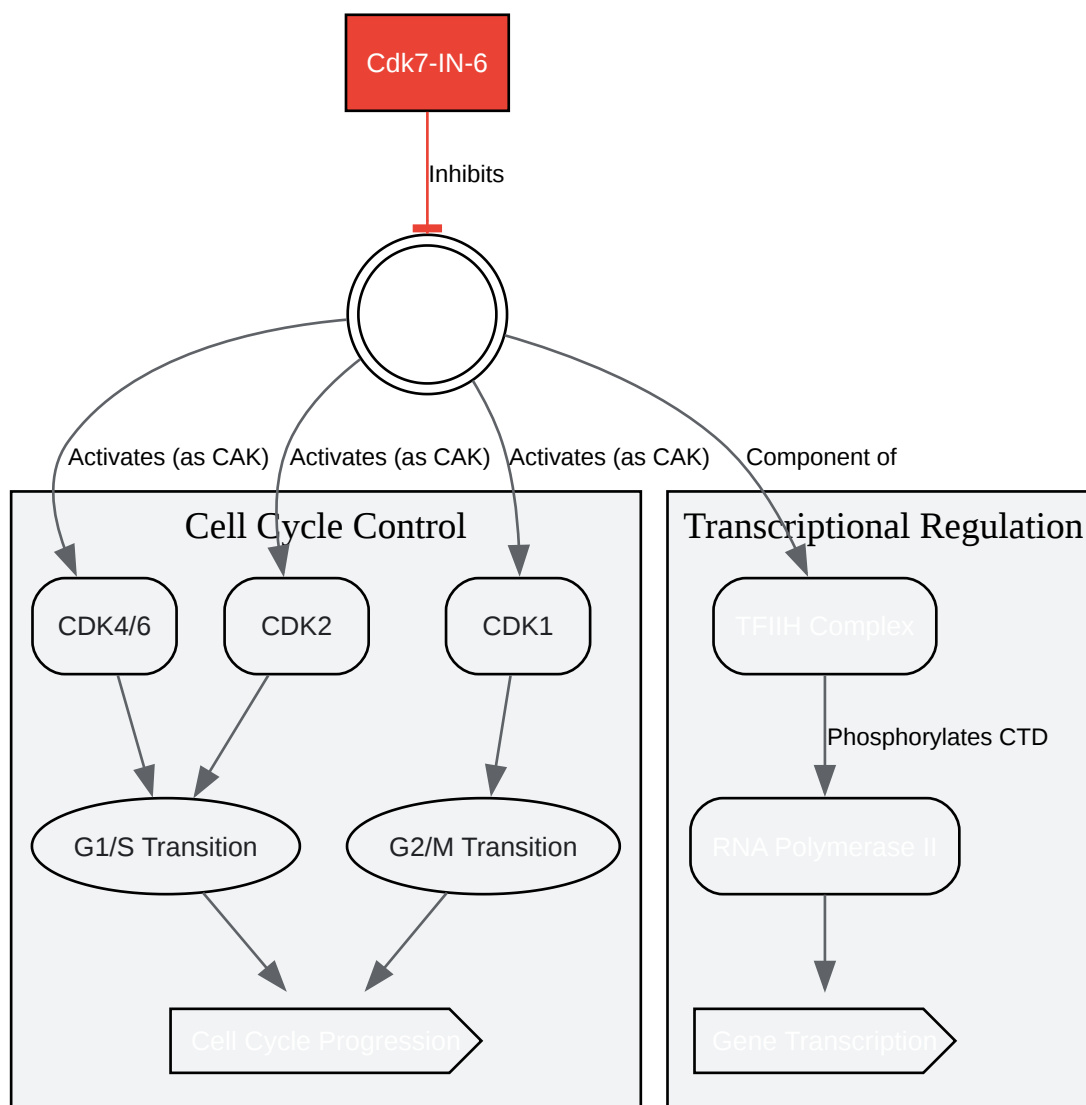 Cdk7-IN-6
Inhibits
Activates (as CAK)
Activates (as CAK)
Activates (as CAK)
Component of
Cell Cycle Control
Transcriptional Regulation
CDK4/6
CDK2
CDK1
TFIIH Complex
Phosphorylates CTD
G1/S Transition
G2/M Transition
RNA Polymerase II
Cell Cycle Progression
Gene Transcription